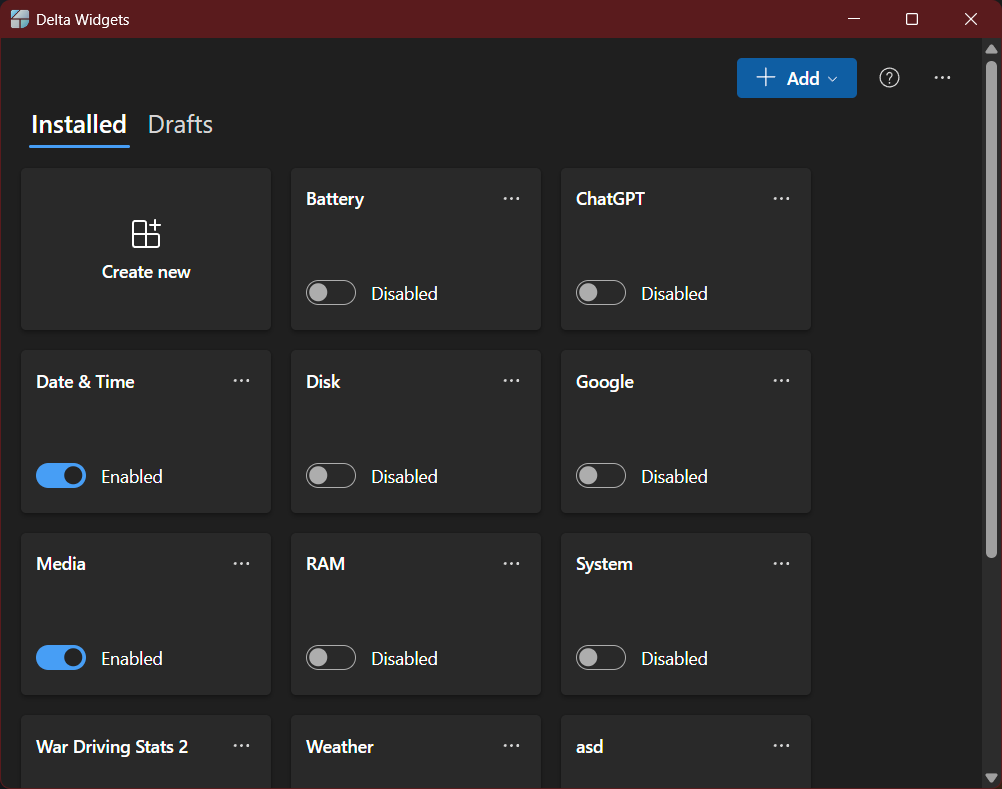 Delta Widgets
Add
Installed Drafts
Create new
Battery
Disabled
ChatGPT
Disabled
Date & Time
Enabled
Disk
Disabled
Google
Disabled
Media
Enabled
RAM
Disabled
System
Disabled
War Driving Stats 2
Weather
asd